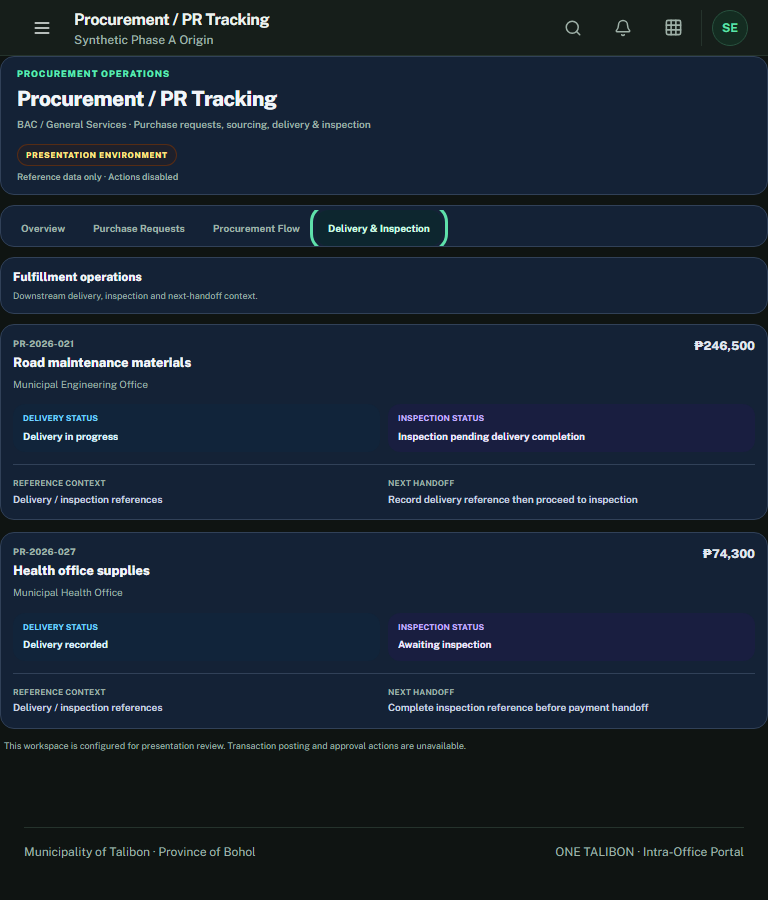 Procurement / PR Tracking
Synthetic Phase A Origin
SE
PROCUREMENT OPERATIONS
Procurement / PR Tracking
BAC / General Services · Purchase requests, sourcing, delivery & inspection
PRESENTATION ENVIRONMENT
Reference data only · Actions disabled
Overview
Purchase Requests
Procurement Flow
Delivery & Inspection
Fulfillment operations
Downstream delivery, inspection and next-handoff context.
PR-2026-021
₱246,500
Road maintenance materials
Municipal Engineering Office
DELIVERY STATUS
Delivery in progress
INSPECTION STATUS
Inspection pending delivery completion
REFERENCE CONTEXT
Delivery / inspection references
NEXT HANDOFF
Record delivery reference then proceed to inspection
PR-2026-027
₱74,300
Health office supplies
Municipal Health Office
DELIVERY STATUS
Delivery recorded
INSPECTION STATUS
Awaiting inspection
REFERENCE CONTEXT
Delivery / inspection references
NEXT HANDOFF
Complete inspection reference before payment handoff
This workspace is configured for presentation review. Transaction posting and approval actions are unavailable.
Municipality of Talibon · Province of Bohol
ONE TALIBON · Intra-Office Portal